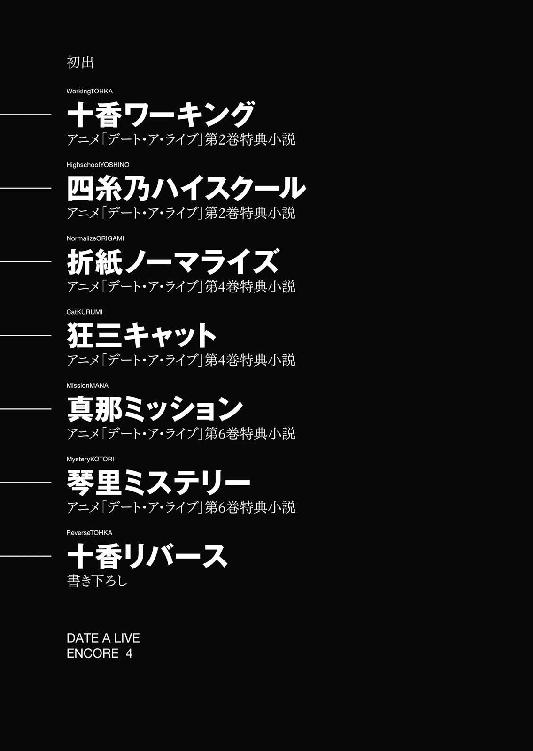 初出
WorkingTOHKA
十香ワーキング
アニメ「デート・ア・ライブ」第2巻特典小説
HighschoolYOSHINO
四糸乃ハイスクール
アニメ「デート・ア・ライブ」第2巻特典小説
NormalizeORIGAMI
折紙ノーマライズ
アニメ「デート・ア・ライブ」第4巻特典小説
CatKURUMI
狂三キャット
アニメ「デート・ア・ライブ」第4巻特典小説
MissionMANA
真那ミッション
アニメ「デート・ア・ライブ」第6巻特典小説
MysteryKOTORI
琴里ミステリー
アニメ「デート・ア・ライブ」第6巻特典小説
ReverseTOHKA
十香リバース
書き下ろし
DATE A LIVE
ENCORE 4